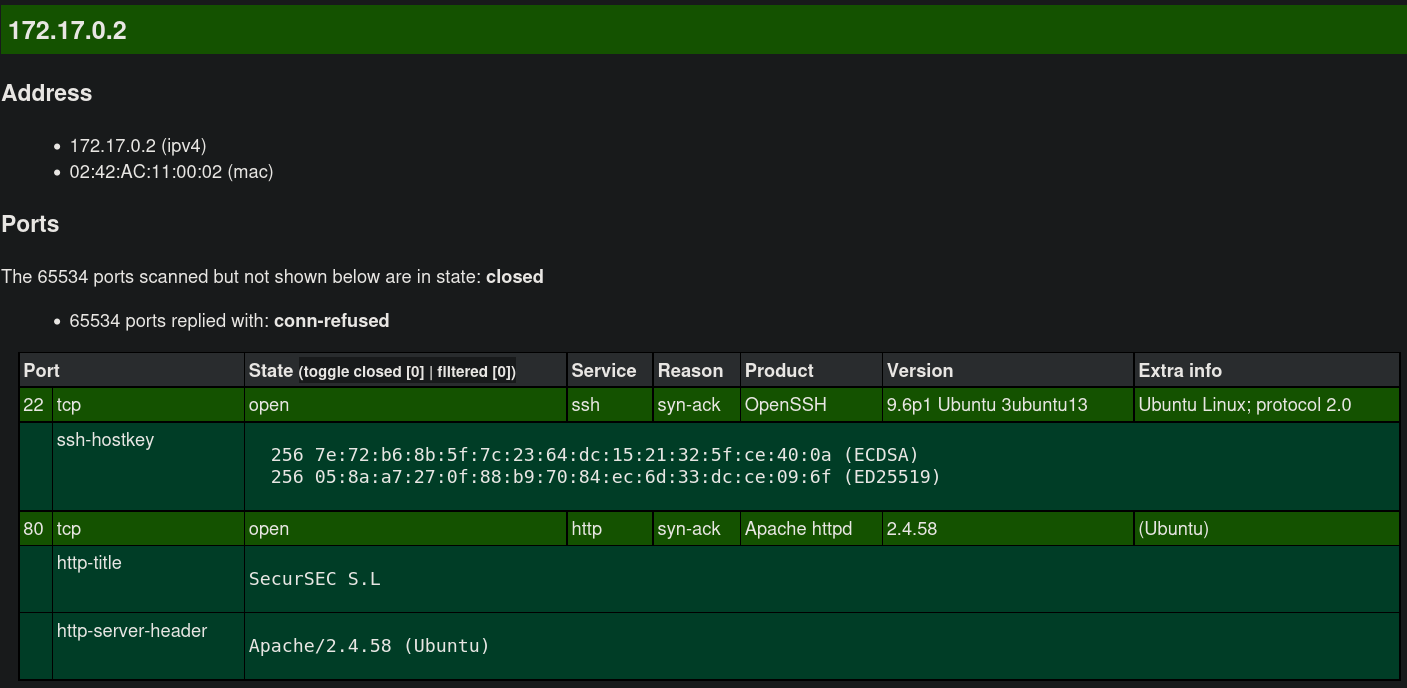 172.17.0.2
Address
• 172.17.0.2 (ipv4)
• 02:42:AC:11:00:02 (mac)
Ports
The 65534 ports scanned but not shown below are in state: closed
• 65534 ports replied with: conn-refused
Port State (toggle closed [0] | filtered [0]) Service Reason Product Version Extra info
22 tcp open ssh syn-ack OpenSSH 9.6p1 Ubuntu 3ubuntu13 Ubuntu Linux; protocol 2.0
ssh-hostkey
256 7e:72:b6:8b:5f:7c:23:64:dc:15:21:32:5f:ce:40:0a (ECDSA)
256 05:8a:a7:27:0f:88:b9:70:84:ec:6d:33:dc:ce:09:6f (ED25519)
80 tcp open http syn-ack Apache httpd 2.4.58 (Ubuntu)
http-title
SecurSEC S.L
http-server-header
Apache/2.4.58 (Ubuntu)